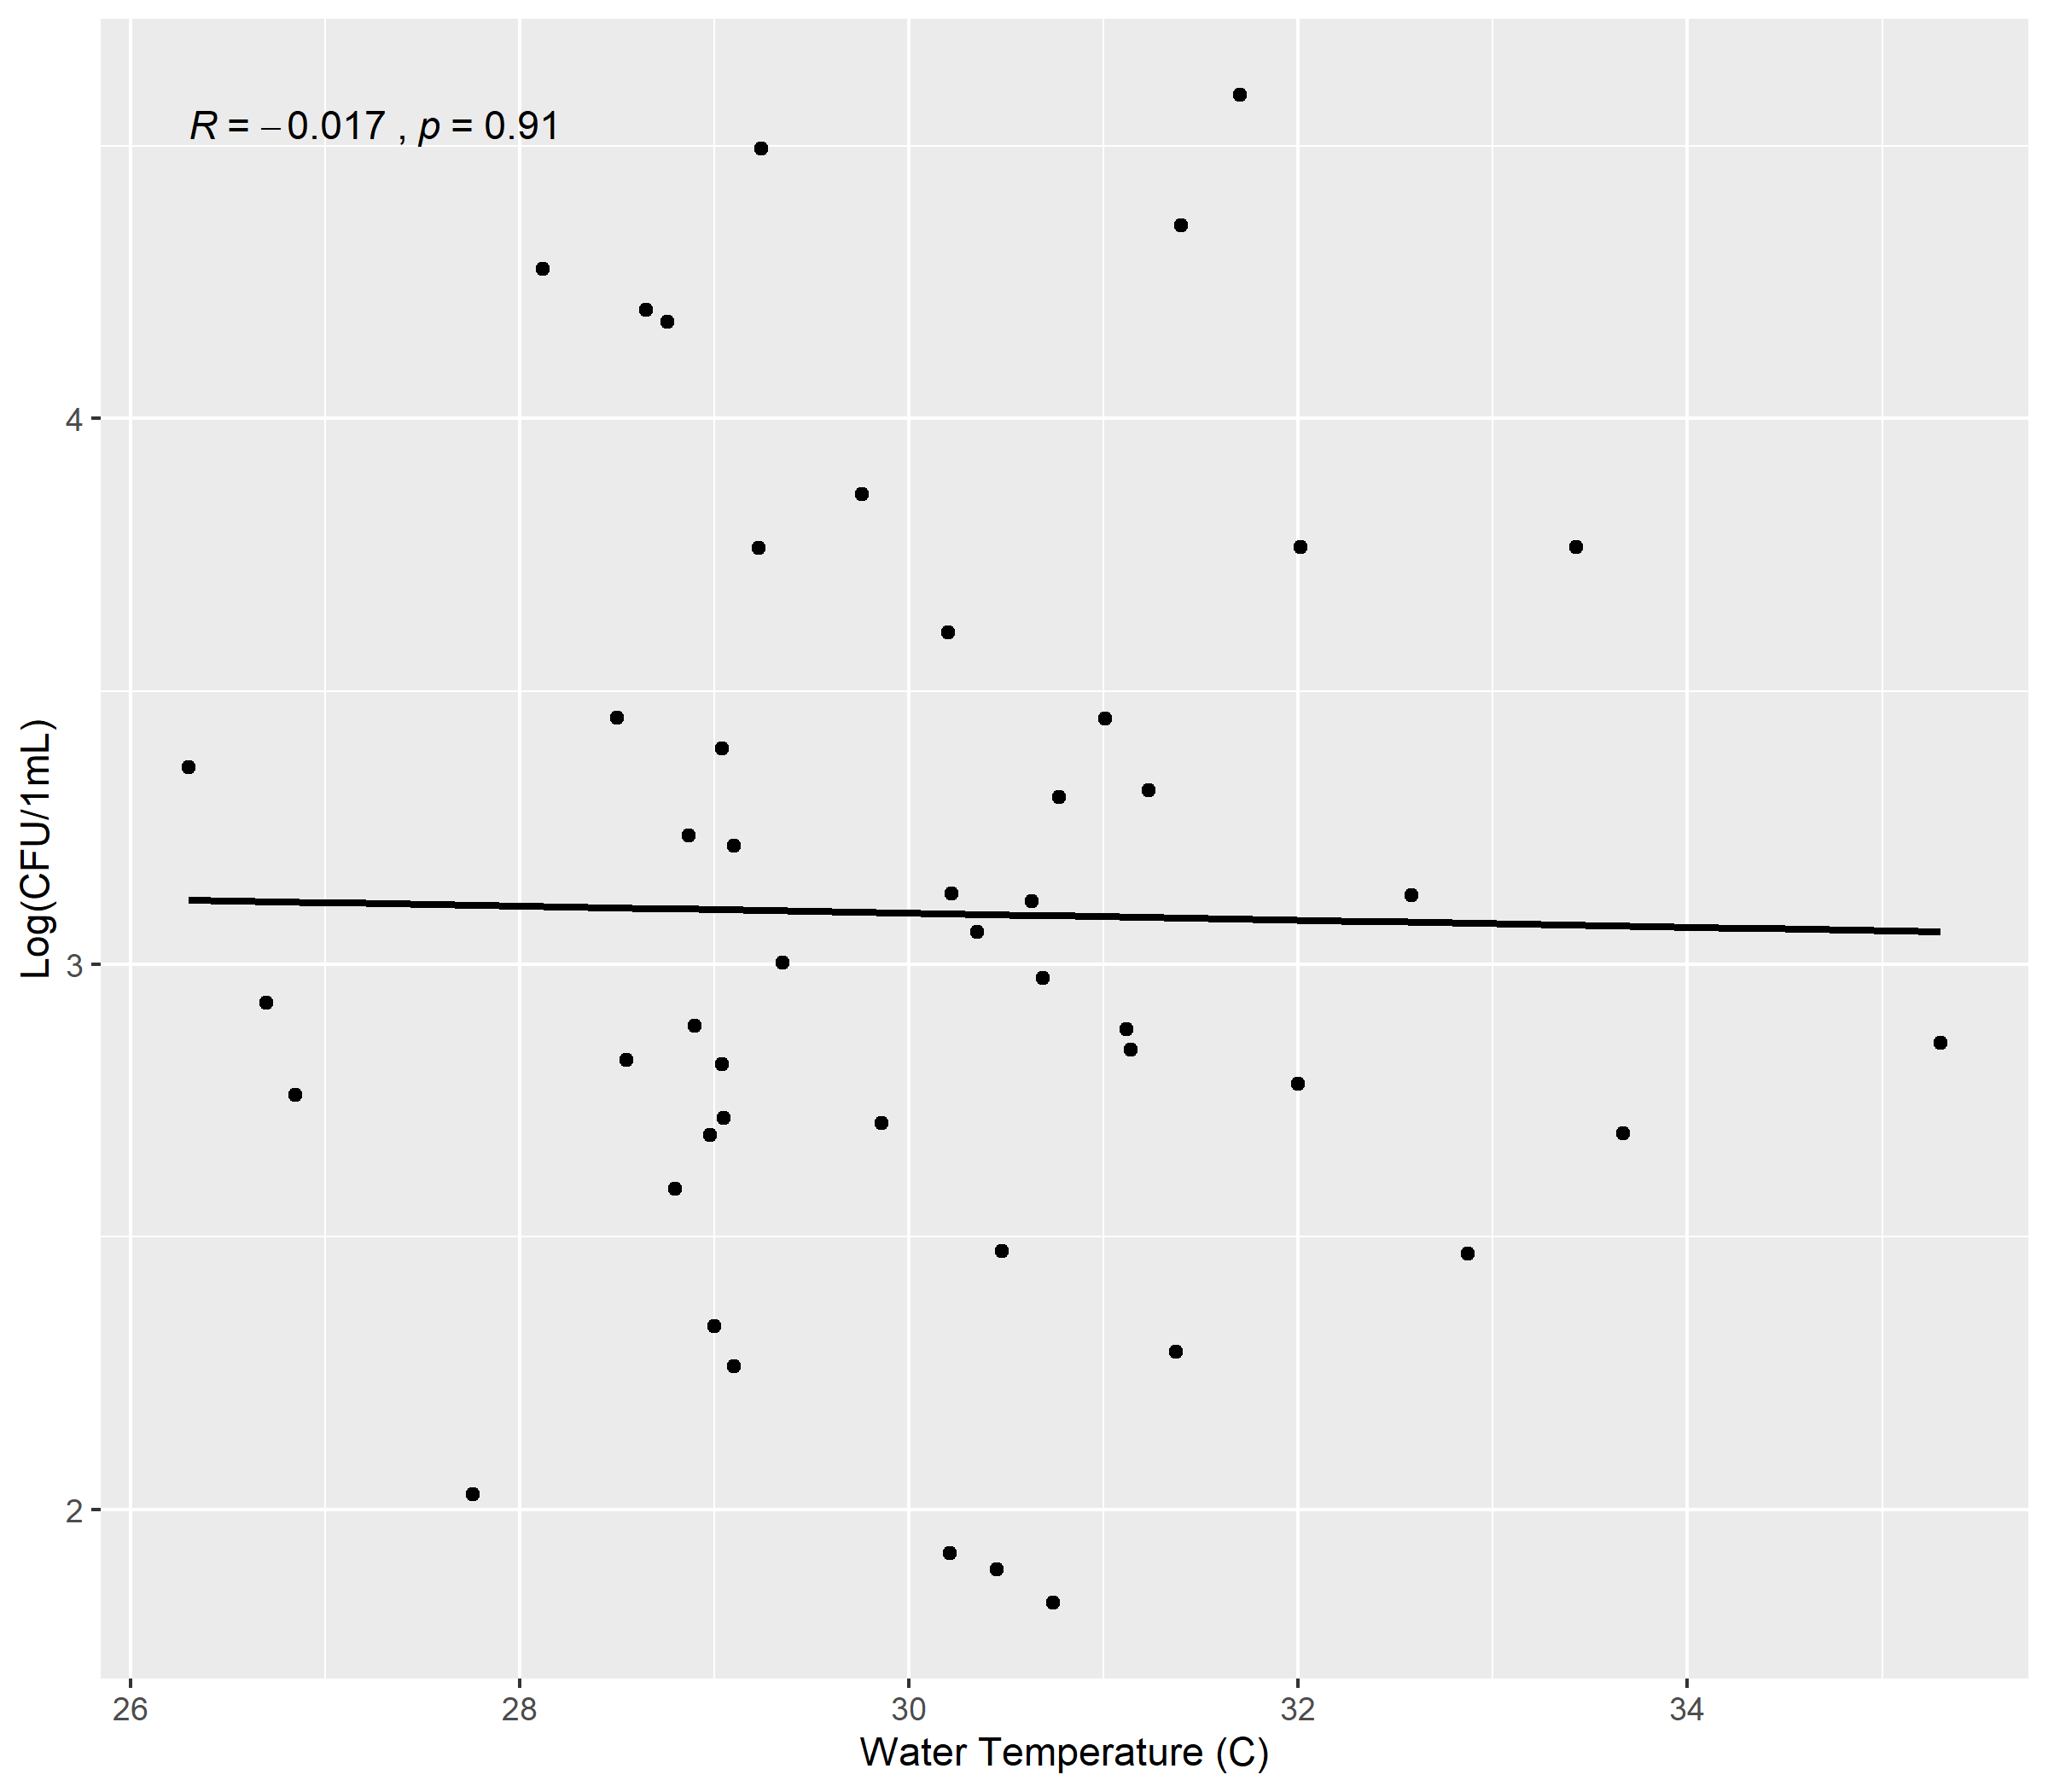 R = −0.017 , p = 0.91
4
3
2
Log(CFU/1mL)
26 28 30 32 34
Water Temperature (C)